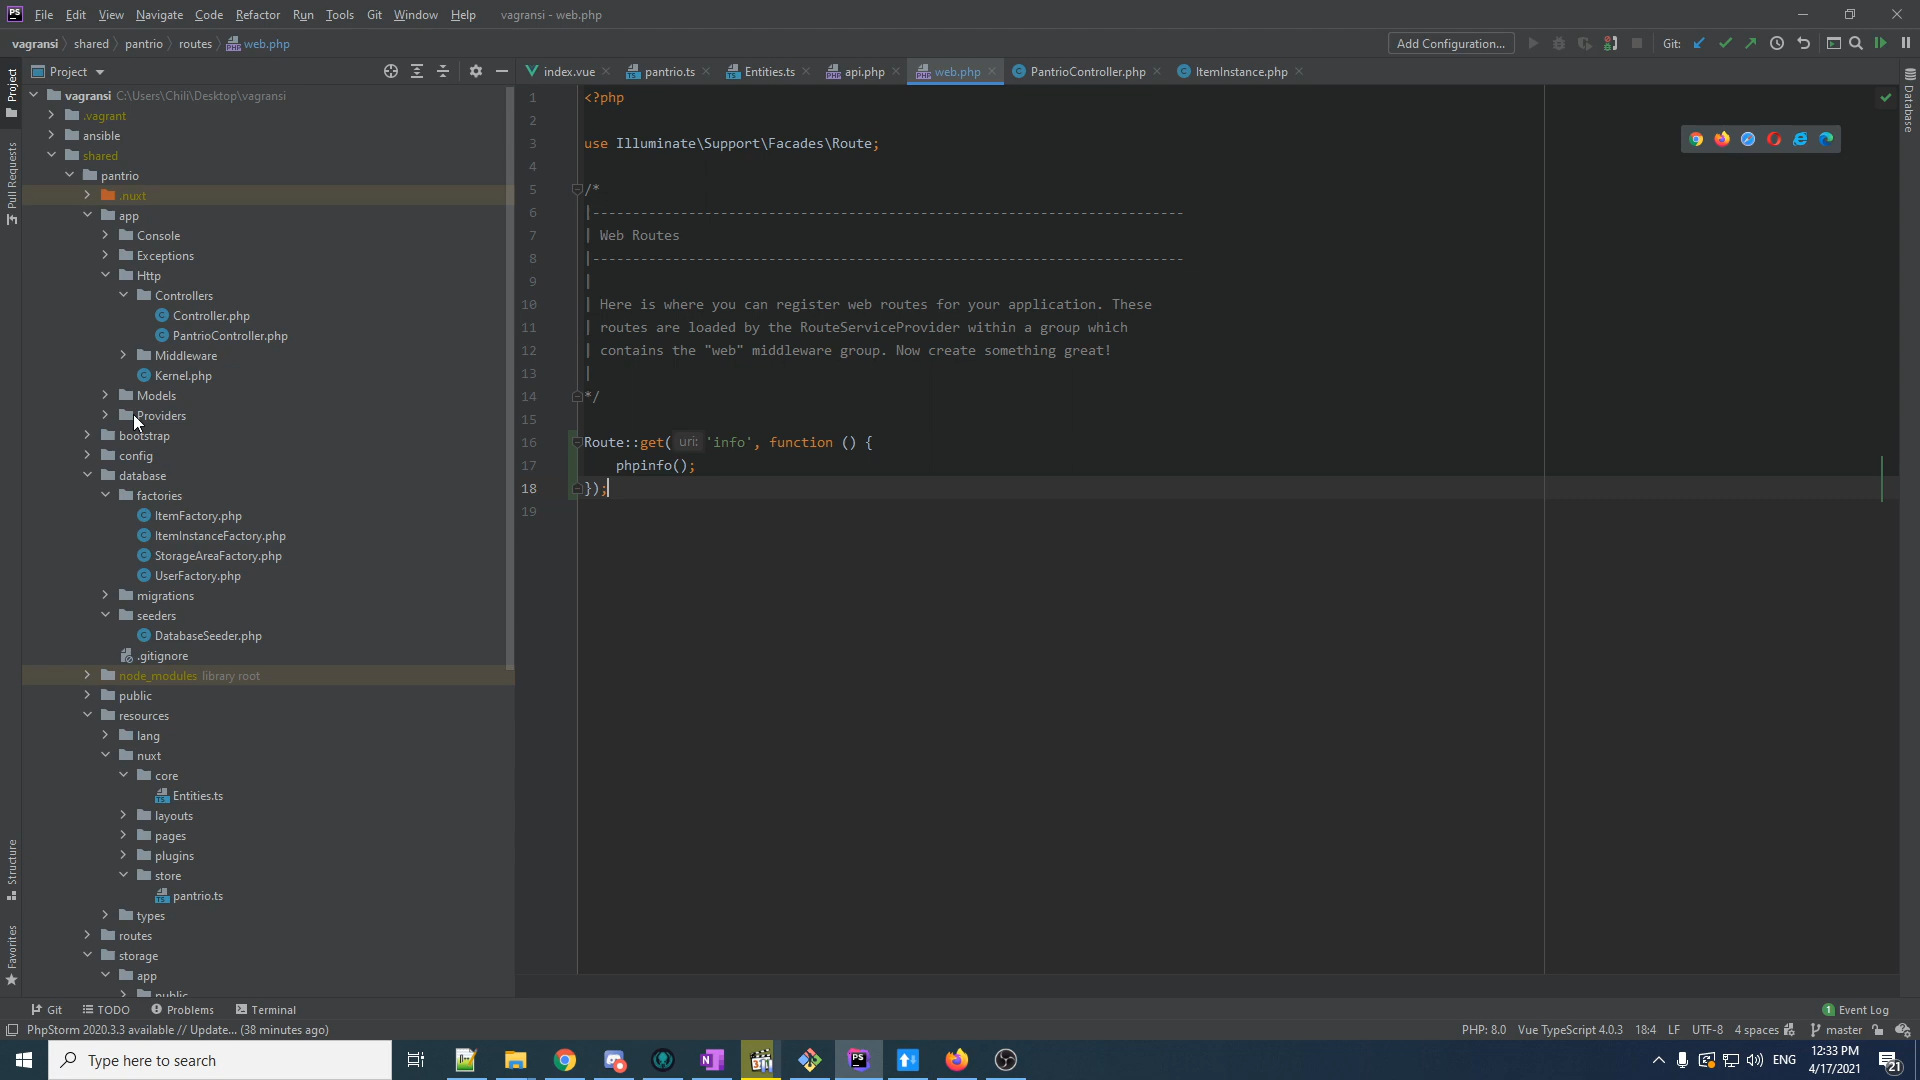 PS File Edit View Navigate Code Refactor Run Tools Git Window Help vagransi - web.php
vagransi shared pantrio routes web.php Add Configuration... Git:
Project
index.vue pantrio.ts Entities.ts api.php web.php PantrioController.php ItemInstance.php
Project
Pull Requests
Structure
Favorites
Database
vagransi C:\Users\Chili\Desktop\vagransi
.vagrant
ansible
shared
pantrio
.nuxt
app
Console
Exceptions
Http
Controllers
Controller.php
PantrioController.php
Middleware
Kernel.php
Models
Providers
bootstrap
config
database
factories
ItemFactory.php
ItemInstanceFactory.php
StorageAreaFactory.php
UserFactory.php
migrations
seeders
DatabaseSeeder.php
.gitignore
node_modules library root
public
resources
lang
nuxt
core
Entities.ts
layouts
pages
plugins
store
pantrio.ts
types
routes
storage
app
public
1 <?php
2
3 use Illuminate\Support\Facades\Route;
4
5 /*
6 |--------------------------------------------------------------------------
7 | Web Routes
8 |--------------------------------------------------------------------------
9 |
10 | Here is where you can register web routes for your application. These
11 | routes are loaded by the RouteServiceProvider within a group which
12 | contains the "web" middleware group. Now create something great!
13 |
14 */
15
16 Route::get( uri: 'info', function () {
17 phpinfo();
18 });
19
Git TODO Problems Terminal 1 Event Log
PhpStorm 2020.3.3 available // Update... (38 minutes ago) PHP: 8.0 Vue TypeScript 4.0.3 18:4 LF UTF-8 4 spaces master
Type here to search
N PS ENG 12:33 PM
4/17/2021
21